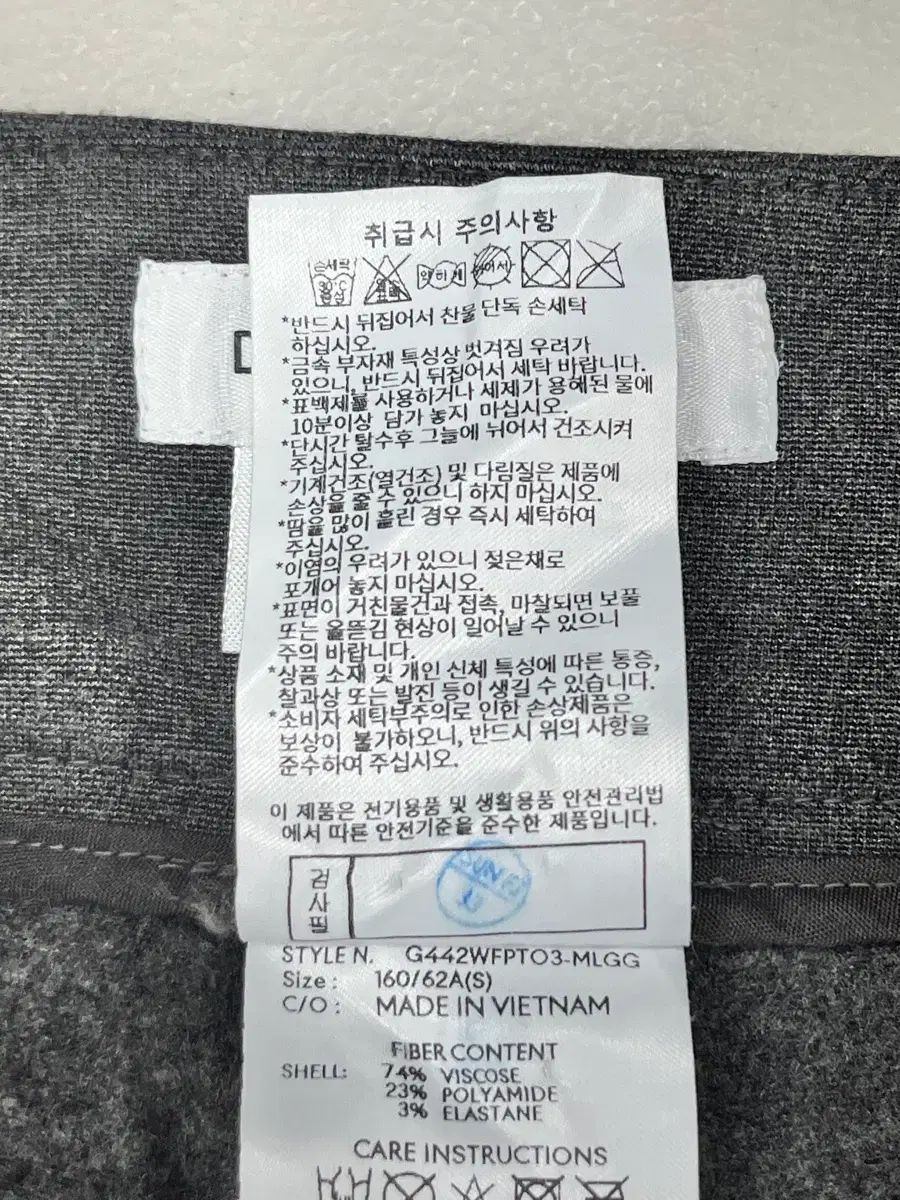 취급시 주의사항
손세탁
30℃
중성
염소
표백
약하게
드라이
*반드시 뒤집어서 찬물 단독 손세탁
하십시오.
*금속 부자재 특성상 벗겨짐 우려가
있으니, 반드시 뒤집어서 세탁 바랍니다.
*표백제를 사용하거나 세제가 용해된 물에
10분이상 담가 놓지 마십시오.
*단시간 탈수후 그늘에 뉘어서 건조시켜
주십시오.
*기계건조(열건조) 및 다림질은 제품에
손상을 줄 수 있으니 하지 마십시오.
*땀을 많이 흘린 경우 즉시 세탁하여
주십시오.
*이염의 우려가 있으니 젖은채로
포개어 놓지 마십시오.
*표면이 거친물건과 접촉, 마찰되면 보풀
또는 올뜯김 현상이 일어날 수 있으니
주의 바랍니다.
*상품 소재 및 개인 신체 특성에 따른 통증,
찰과상 또는 발진 등이 생길 수 있습니다.
*소비자 세탁부주의로 인한 손상제품은
보상이 불가하오니, 반드시 위의 사항을
준수하여 주십시오.
이 제품은 전기용품 및 생활용품 안전관리법
에서 따른 안전기준을 준수한 제품입니다.
검사필
STYLE N. G442WFPT03-MLGG
Size : 160/62A(S)
C/O : MADE IN VIETNAM
FIBER CONTENT
SHELL: 74% VISCOSE
23% POLYAMIDE
3% ELASTANE
CARE INSTRUCTIONS